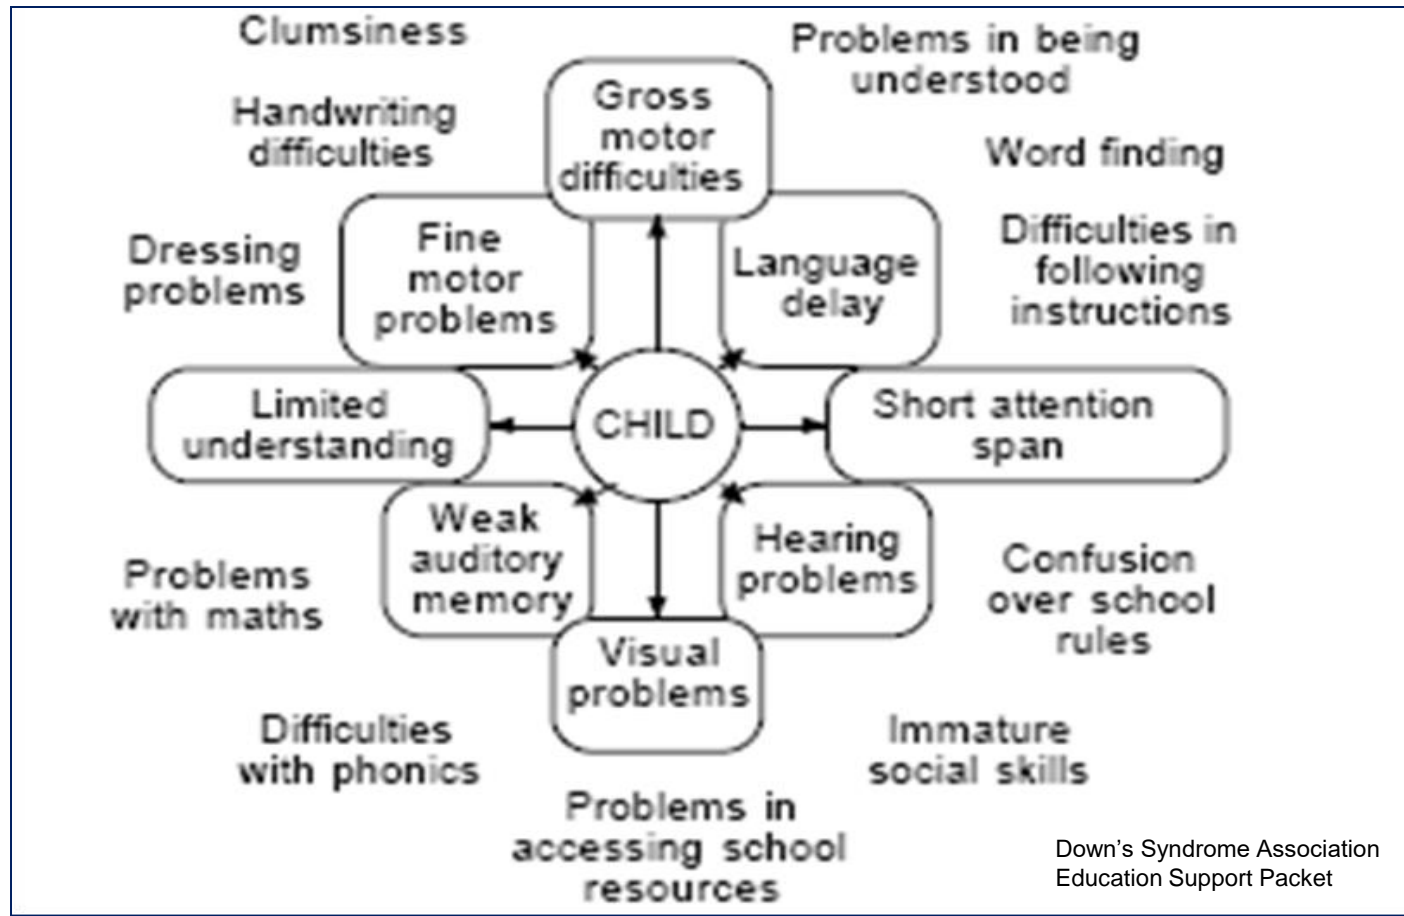 Clumsiness
Problems in being
understood
Gross
motor
difficulties
Handwriting
difficulties
Word finding
Fine
motor
problems
Language
delay
Dressing
problems
Difficulties in
following
instructions
Limited
understanding
CHILD
Short attention
span
Weak
auditory
memory
Hearing
problems
Problems
with maths
Confusion
over school
rules
Visual
problems
Difficulties
with phonics
Immature
social skills
Problems in
accessing school
resources
Down's Syndrome Association
Education Support Packet